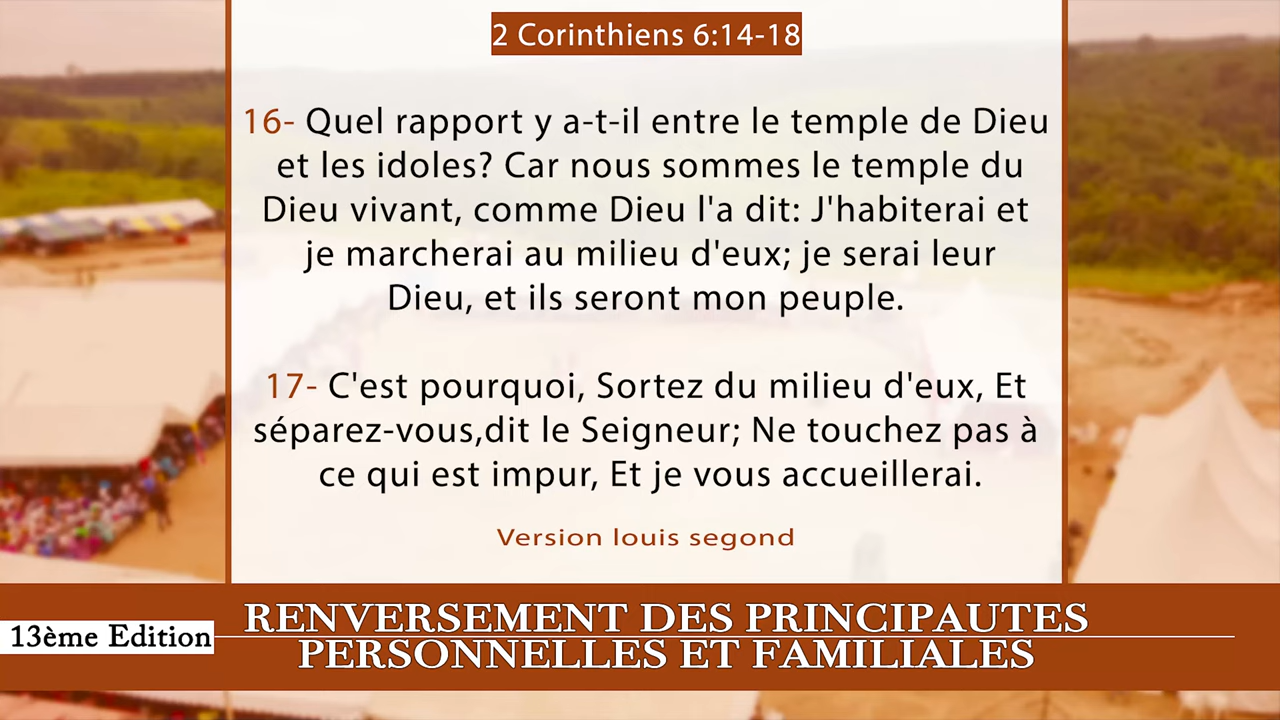 2 Corinthiens 6:14-18
16- Quel rapport y a-t-il entre le temple de Dieu
et les idoles? Car nous sommes le temple du
Dieu vivant, comme Dieu l'a dit: J'habiterai et
je marcherai au milieu d'eux; je serai leur
Dieu, et ils seront mon peuple.
17- C'est pourquoi, Sortez du milieu d'eux, Et
séparez-vous,dit le Seigneur; Ne touchez pas à
ce qui est impur, Et je vous accueillerai.
Version louis segond
13ème Edition
RENVERSEMENT DES PRINCIPAUTES
PERSONNELLES ET FAMILIALES